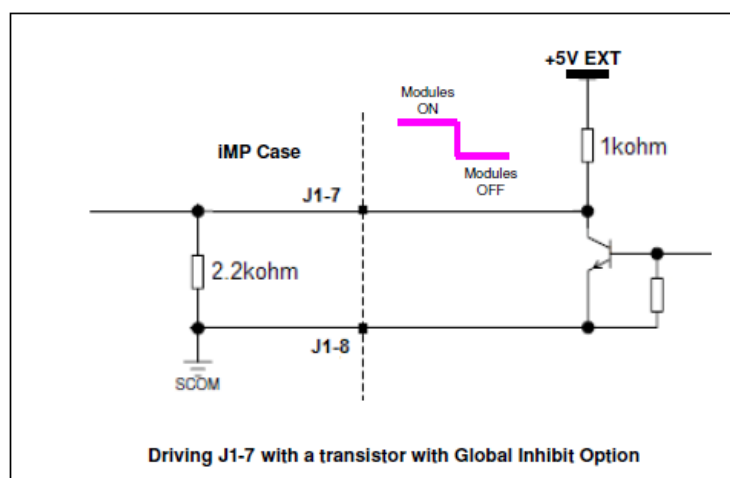 +5V EXT
Modules
ON
iMP Case
1kohm
Modules
OFF
J1-7
2.2kohm
J1-8
SCOM
Driving J1-7 with a transistor with Global Inhibit Option